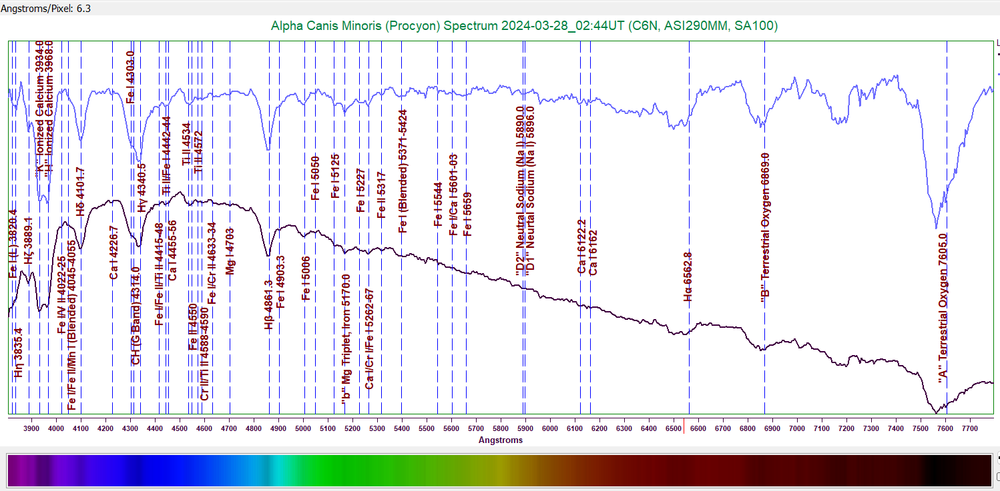 Angstroms/Pixel: 6.3
Alpha Canis Minoris (Procyon) Spectrum 2024-03-28_02:44UT (C6N, ASI290MM, SA100)
Fe I (L) 3820.4
Hη 3835.4
Hζ 3889.1
"K" Ionized Calcium 3934.0
"H" Ionized Calcium 3968.0
Fe I/V II 4022-25
Fe I/Fe II/Mn I (Blended) 4045-4055
Hδ 4101.7
Ca I 4226.7
Fe I 4303.0
CH (G Band) 4314.0
Hγ 4340.5
Fe I/Fe II/Ti II 4415-48
Ti II/Fe I 4442-44
Ca I 4455-56
Ti II 4534
Fe II 4550
Ti II 4572
Cr II/Ti II 4588-4590
Fe I/Cr II 4633-34
Mg I 4703
Hβ 4861.3
Fe I 4903.3
Fe I 5006
Fe I 5050
Fe I 5125
"b" Mg Triplet, Iron 5170.0
Fe I 5227
Ca I/Cr I/Fe I 5262-67
Fe II 5317
Fe I (Blended) 5371-5424
Fe I 5544
Fe I/Ca I 5601-03
Fe I 5659
"D2" Neutral Sodium (Na I) 5890.0
"D1" Neurtal Sodium (Na I) 5896.0
Ca I 6122.2
Ca I 6162
Hα 6562.8
"B" Terrestrial Oxygen 6869.0
"A" Terrestrial Oxygen 7605.0
3900 4000 4100 4200 4300 4400 4500 4600 4700 4800 4900 5000 5100 5200 5300 5400 5500 5600 5700 5800 5900 6000 6100 6200 6300 6400 6500 6600 6700 6800 6900 7000 7100 7200 7300 7400 7500 7600 7700
Angstroms